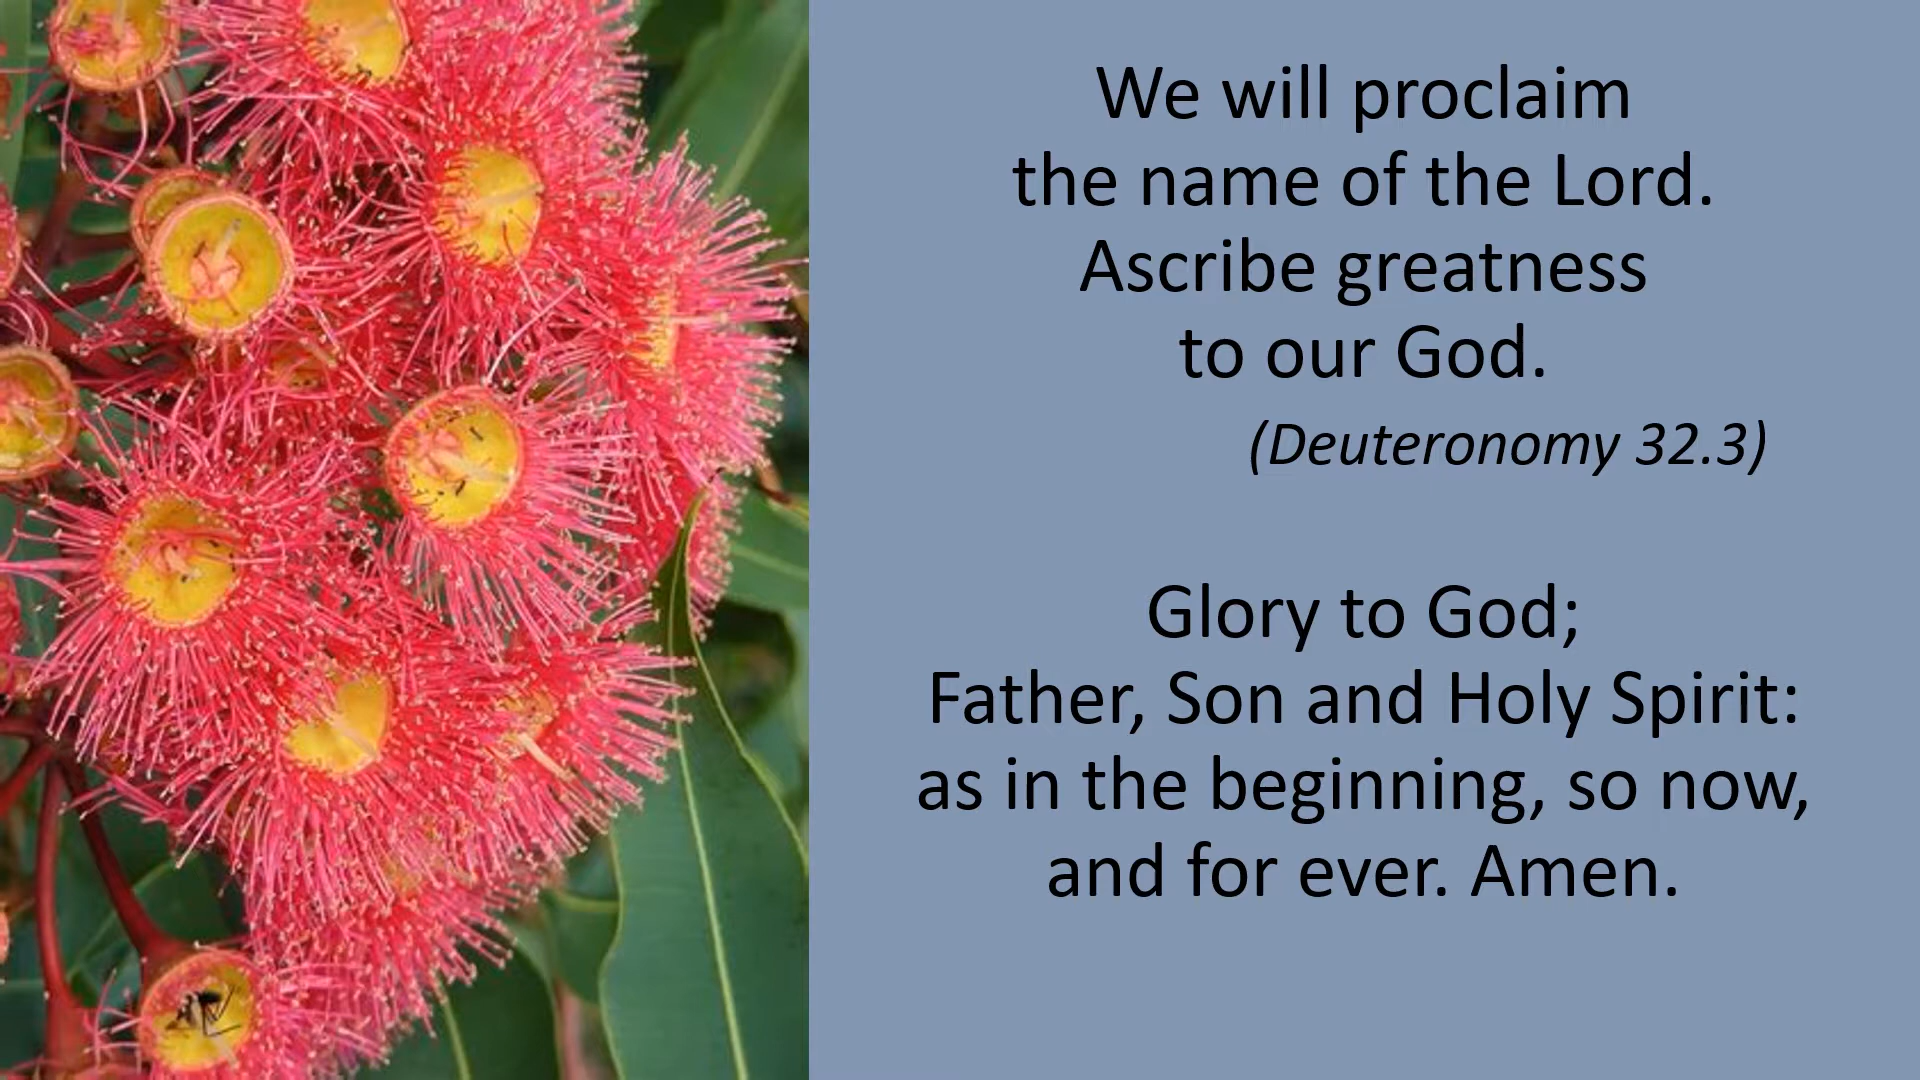 We will proclaim
the name of the Lord.
Ascribe greatness
to our God.
(Deuteronomy 32.3)
Glory to God;
Father, Son and Holy Spirit:
as in the beginning, so now,
and for ever. Amen.